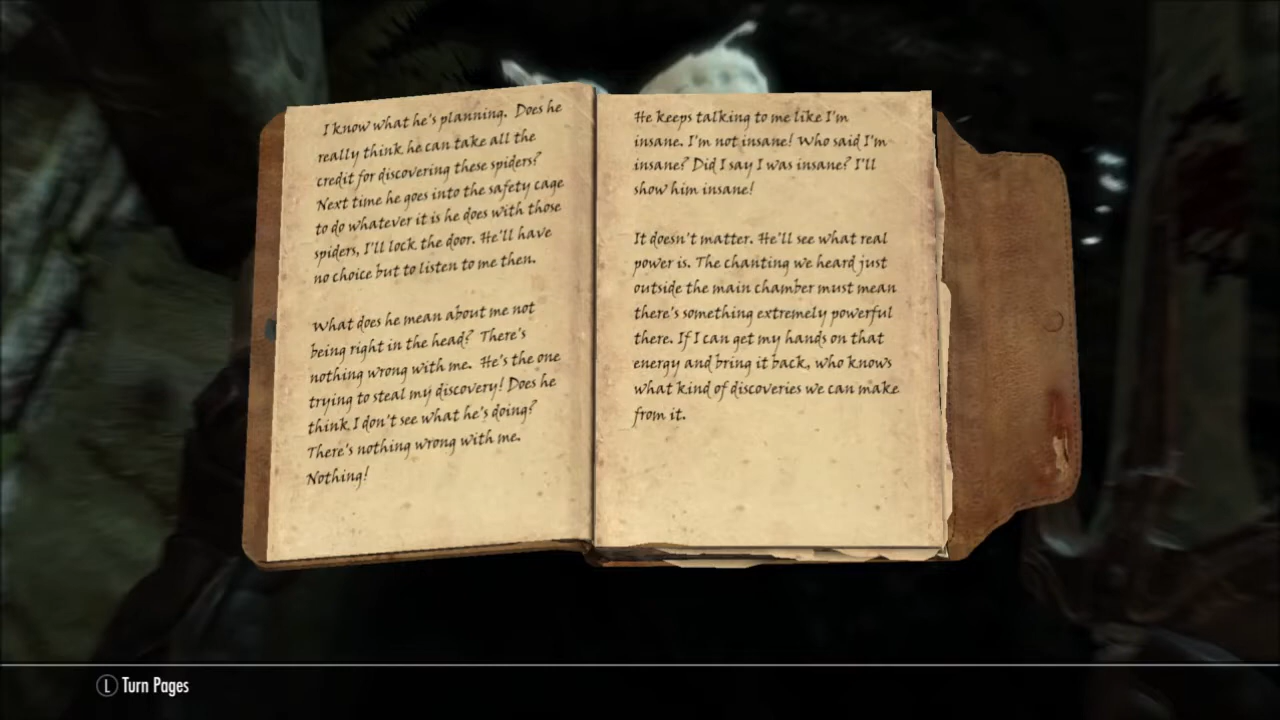 I know what he's planning. Does he
really think he can take all the
credit for discovering these spiders?
Next time he goes into the safety cage
to do whatever it is he does with those
spiders, I'll lock the door. He'll have
no choice but to listen to me then.
What does he mean about me not
being right in the head? There's
nothing wrong with me. He's the one
trying to steal my discovery! Does he
think I don't see what he's doing?
There's nothing wrong with me.
Nothing!
He keeps talking to me like I'm
insane. I'm not insane! Who said I'm
insane? Did I say I was insane? I'll
show him insane!
It doesn't matter. He'll see what real
power is. The chanting we heard just
outside the main chamber must mean
there's something extremely powerful
there. If I can get my hands on that
energy and bring it back, who knows
what kind of discoveries we can make
from it.
L Turn Pages